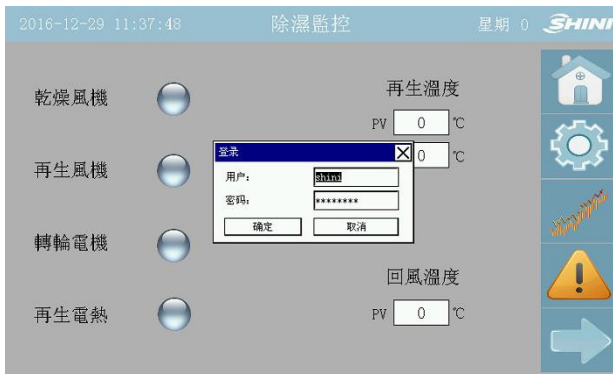 2016-12-29 11:37:48 除濕監控 星期 0 SHINI
乾燥風機
再生風機
轉輪電機
再生電熱
再生溫度
PV 0 ℃
0 ℃
登录
用户: shini
密码: ********
确定 取消
回風溫度
PV 0 ℃